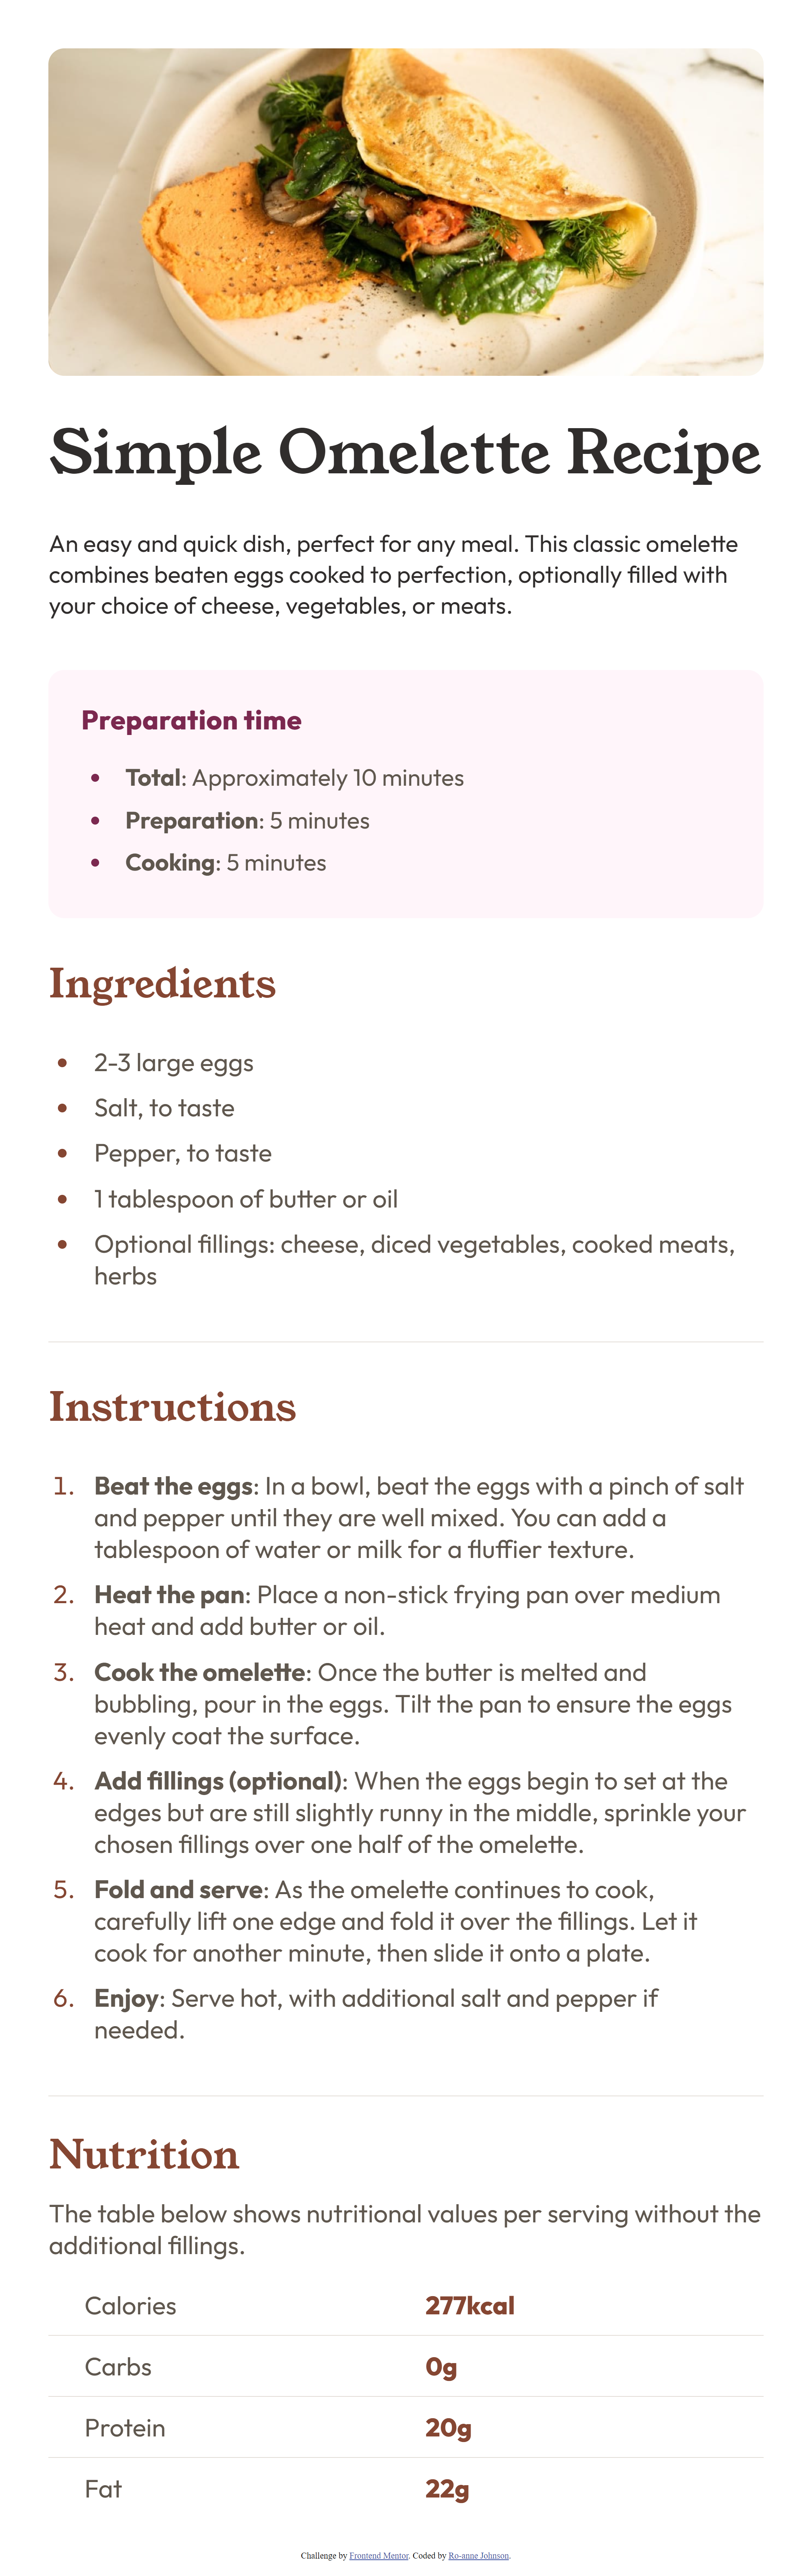 Simple Omelette Recipe
An easy and quick dish, perfect for any meal. This classic omelette
combines beaten eggs cooked to perfection, optionally filled with
your choice of cheese, vegetables, or meats.
Preparation time
• Total: Approximately 10 minutes
• Preparation: 5 minutes
• Cooking: 5 minutes
Ingredients
• 2-3 large eggs
• Salt, to taste
• Pepper, to taste
• 1 tablespoon of butter or oil
• Optional fillings: cheese, diced vegetables, cooked meats,
herbs
Instructions
1. Beat the eggs: In a bowl, beat the eggs with a pinch of salt
and pepper until they are well mixed. You can add a
tablespoon of water or milk for a fluffier texture.
2. Heat the pan: Place a non-stick frying pan over medium
heat and add butter or oil.
3. Cook the omelette: Once the butter is melted and
bubbling, pour in the eggs. Tilt the pan to ensure the eggs
evenly coat the surface.
4. Add fillings (optional): When the eggs begin to set at the
edges but are still slightly runny in the middle, sprinkle your
chosen fillings over one half of the omelette.
5. Fold and serve: As the omelette continues to cook,
carefully lift one edge and fold it over the fillings. Let it
cook for another minute, then slide it onto a plate.
6. Enjoy: Serve hot, with additional salt and pepper if
needed.
Nutrition
The table below shows nutritional values per serving without the
additional fillings.
Calories 277kcal
Carbs 0g
Protein 20g
Fat 22g
Challenge by Frontend Mentor. Coded by Ro-anne Johnson.